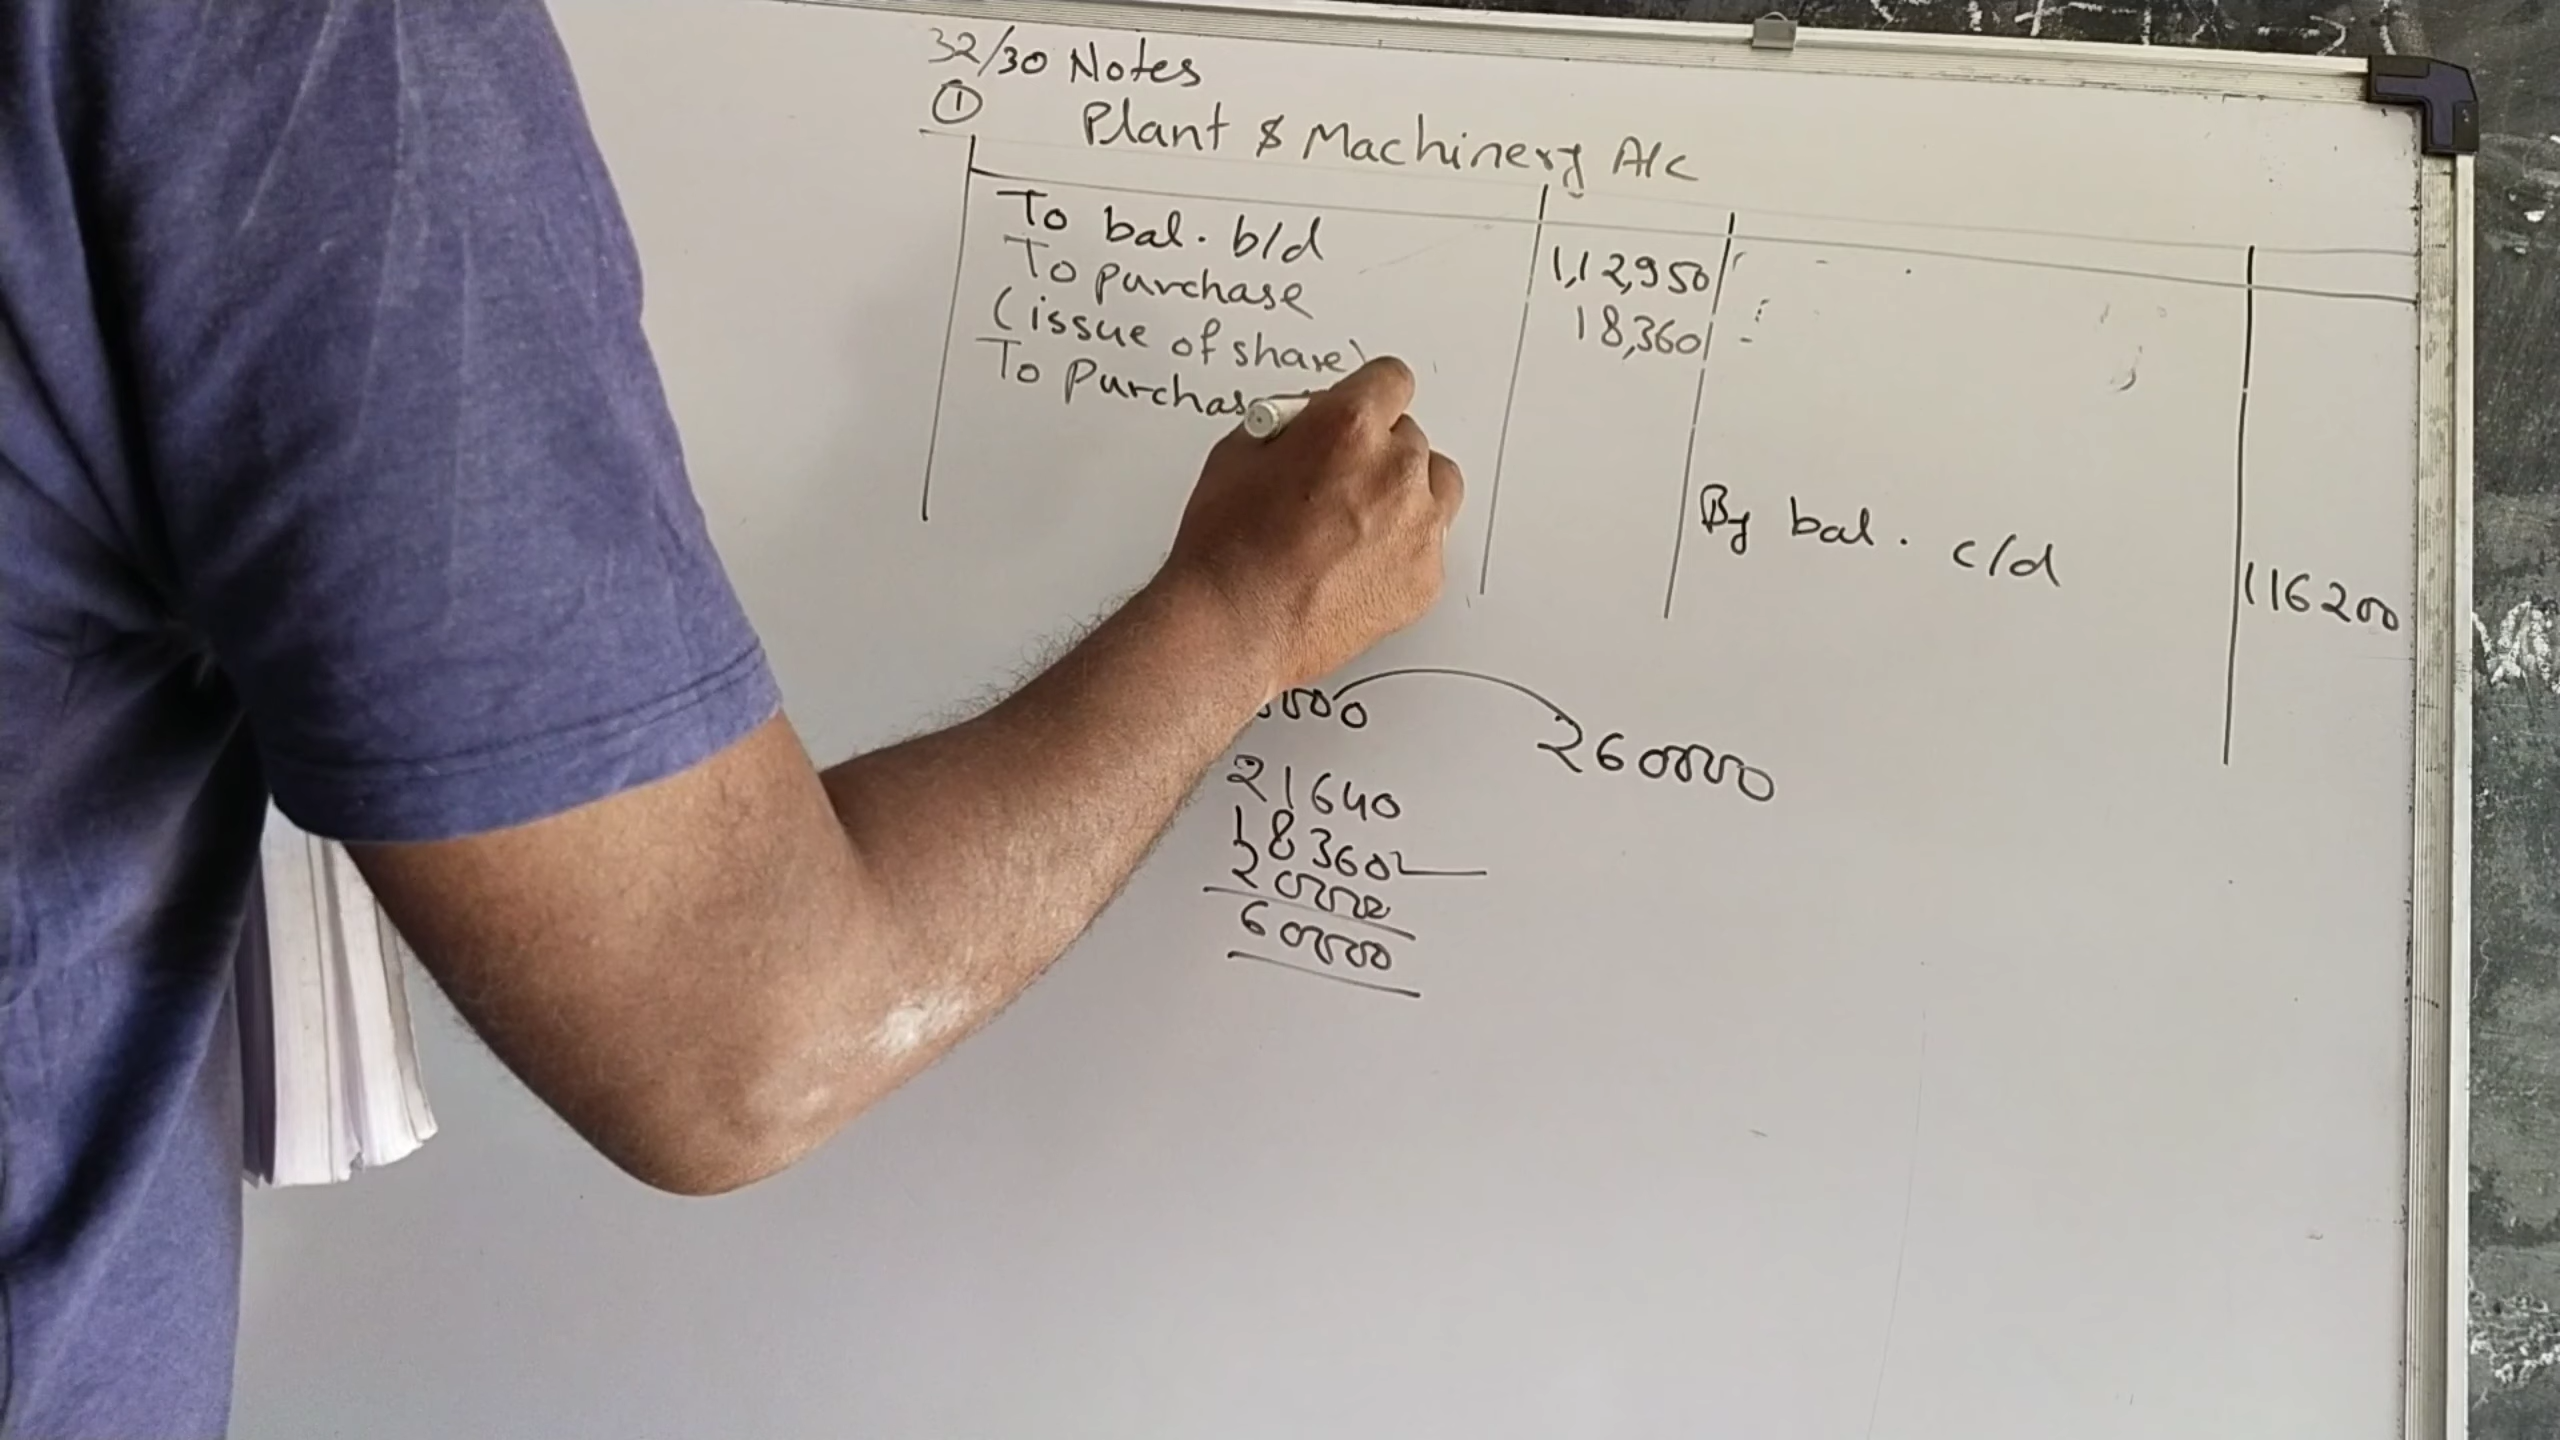 32/30 Notes
① Plant & Machinery A/c
To bal. b/d 1,12,950
To purchase 18,360
(issue of share)
To Purchas
By bal. c/d 116200
260000
21640
18360
20000
60000